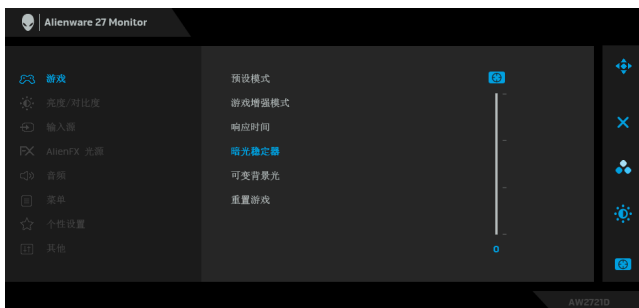 Alienware 27 Monitor
游戏
亮度/对比度
输入源
AlienFX 光源
音频
菜单
个性设置
其他
预设模式
游戏增强模式
响应时间
暗光稳定器
可变背景光
重置游戏
0
AW2721D